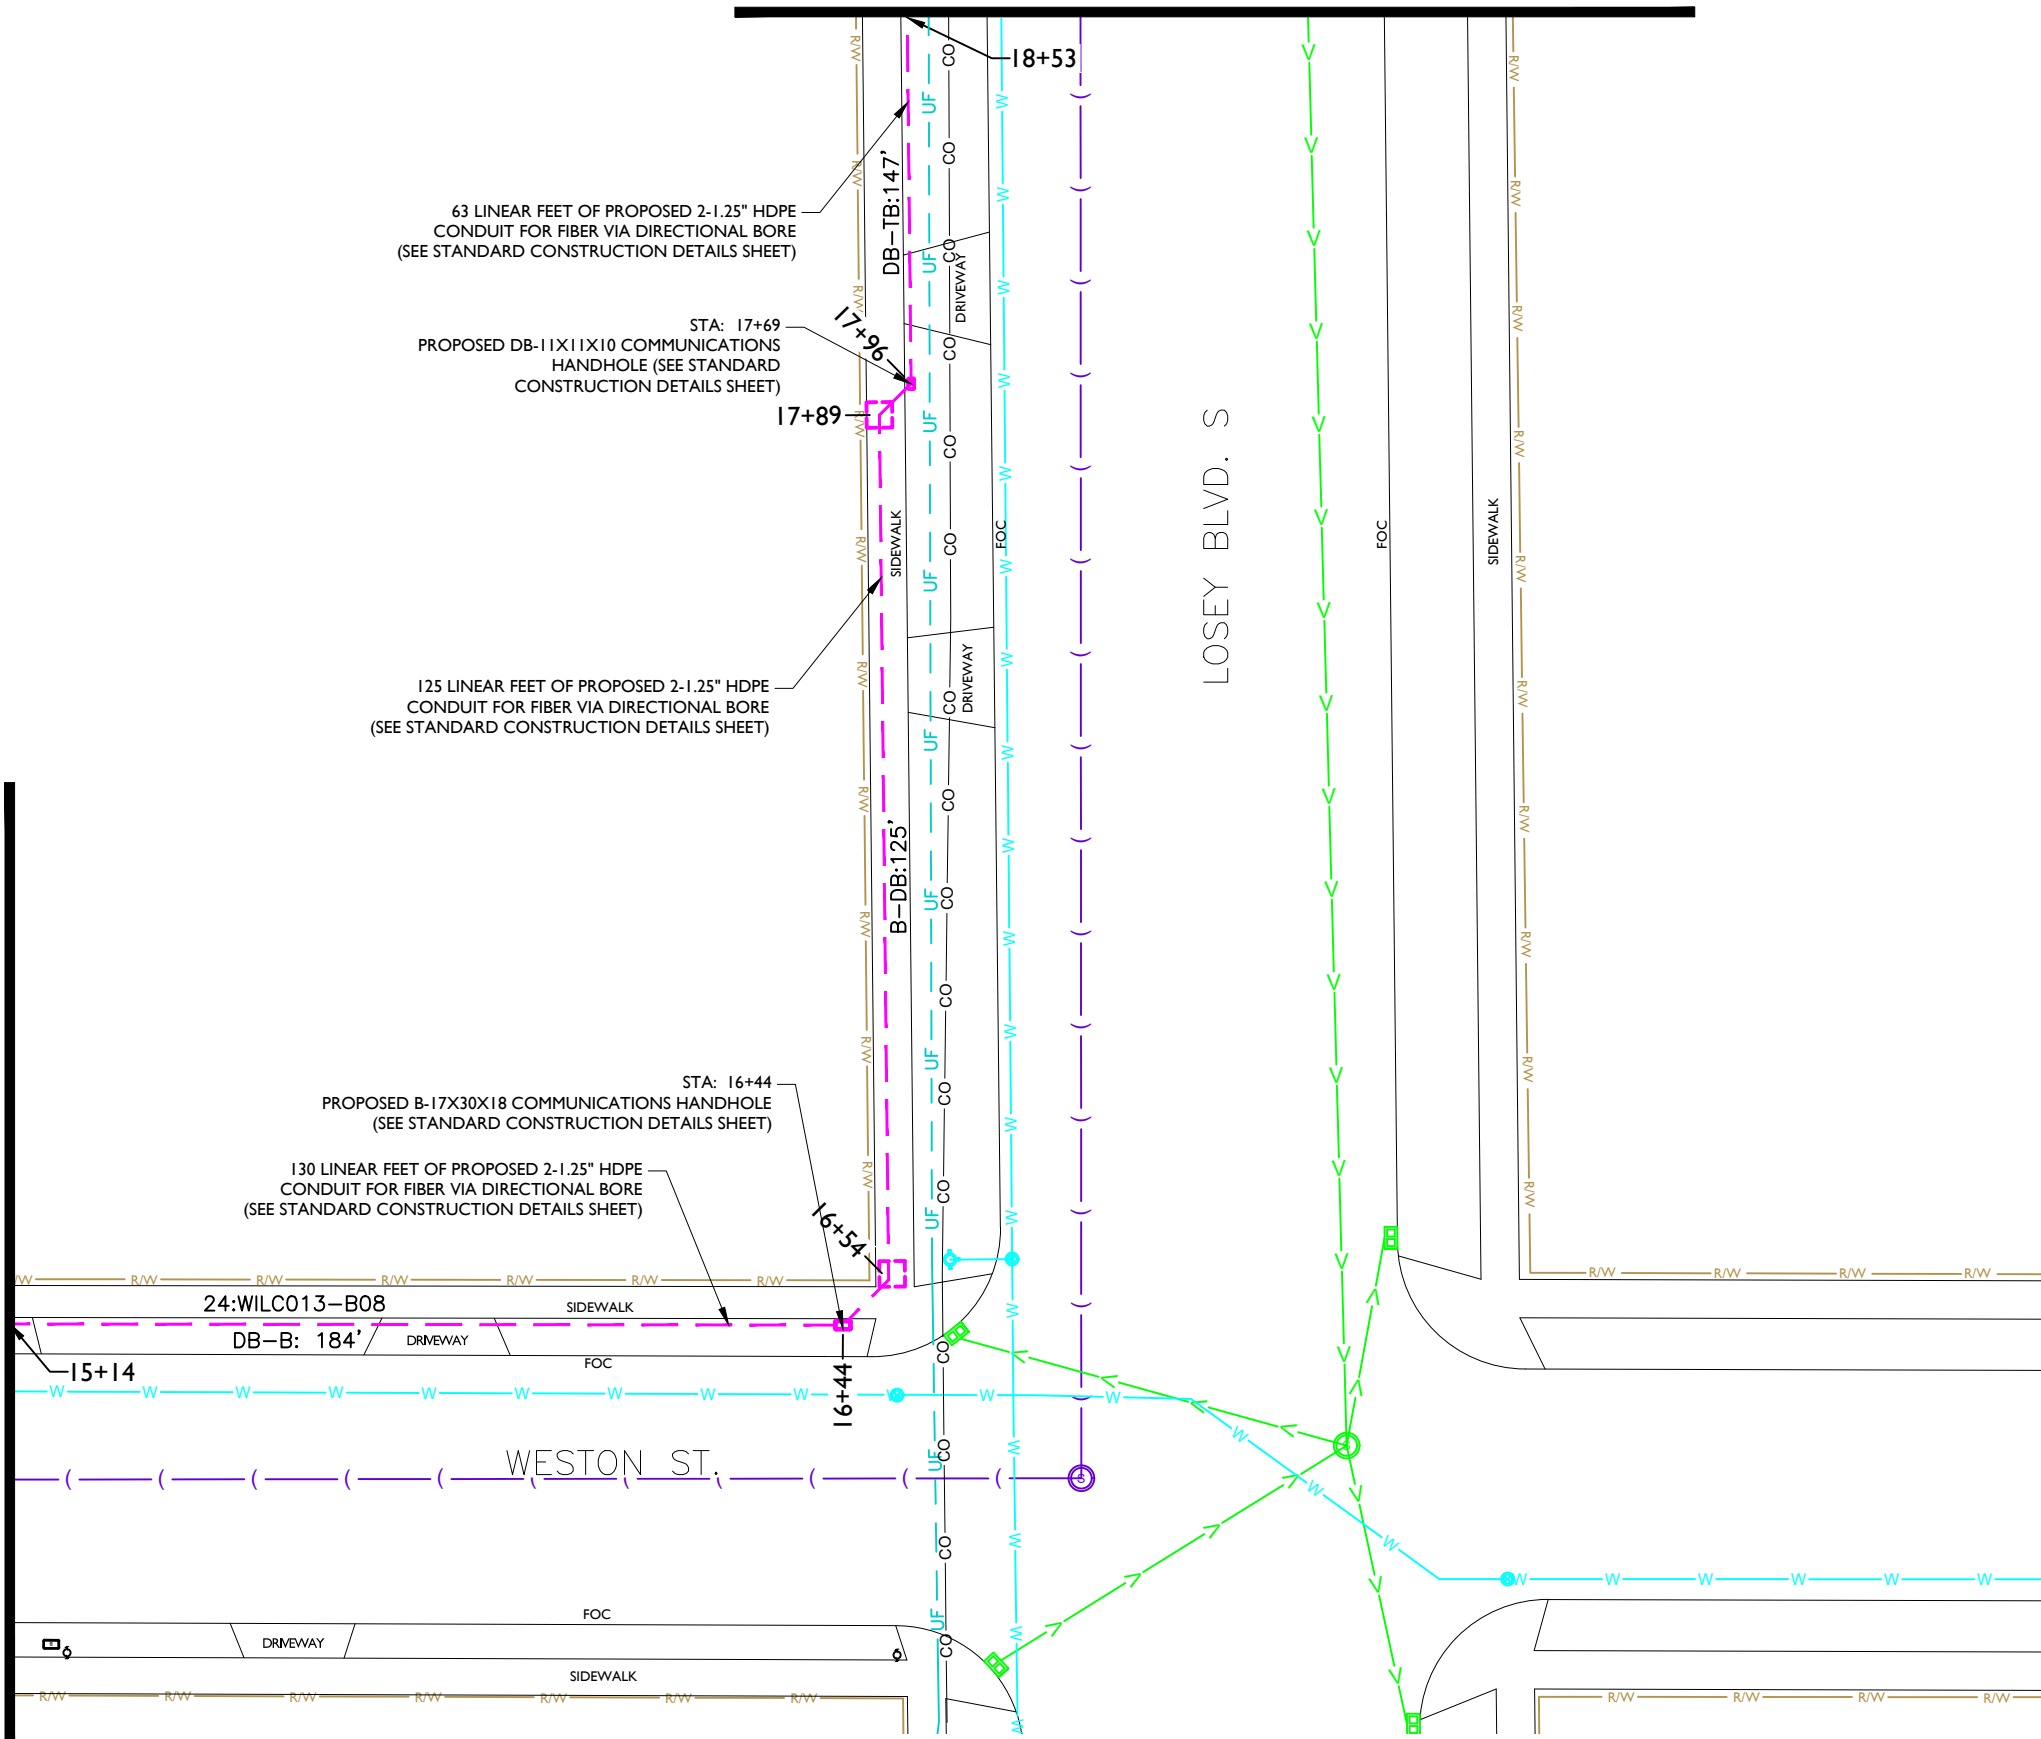 18+53
63 LINEAR FEET OF PROPOSED 2-1.25" HDPE
CONDUIT FOR FIBER VIA DIRECTIONAL BORE
(SEE STANDARD CONSTRUCTION DETAILS SHEET)
DB-TB:147'
DRIVEWAY
STA: 17+69
PROPOSED DB-11X11X10 COMMUNICATIONS
HANDHOLE (SEE STANDARD
CONSTRUCTION DETAILS SHEET)
17+96
17+89
LOSEY BLVD. S
SIDEWALK
FOC
FOC
SIDEWALK
DRIVEWAY
125 LINEAR FEET OF PROPOSED 2-1.25" HDPE
CONDUIT FOR FIBER VIA DIRECTIONAL BORE
(SEE STANDARD CONSTRUCTION DETAILS SHEET)
B-DB:125'
STA: 16+44
PROPOSED B-17X30X18 COMMUNICATIONS HANDHOLE
(SEE STANDARD CONSTRUCTION DETAILS SHEET)
130 LINEAR FEET OF PROPOSED 2-1.25" HDPE
CONDUIT FOR FIBER VIA DIRECTIONAL BORE
(SEE STANDARD CONSTRUCTION DETAILS SHEET)
16+54
R/W R/W R/W R/W R/W R/W
R/W R/W R/W R/W
24:WILC013-B08
SIDEWALK
DB-B: 184'
DRIVEWAY
FOC
15+14
16+44
W W W W W W W W W W W
WESTON ST.
S
S
UF
CO
W
R/W
W W W W W W
FOC
DRIVEWAY
SIDEWALK
R/W R/W R/W R/W R/W R/W R/W
R/W R/W R/W R/W